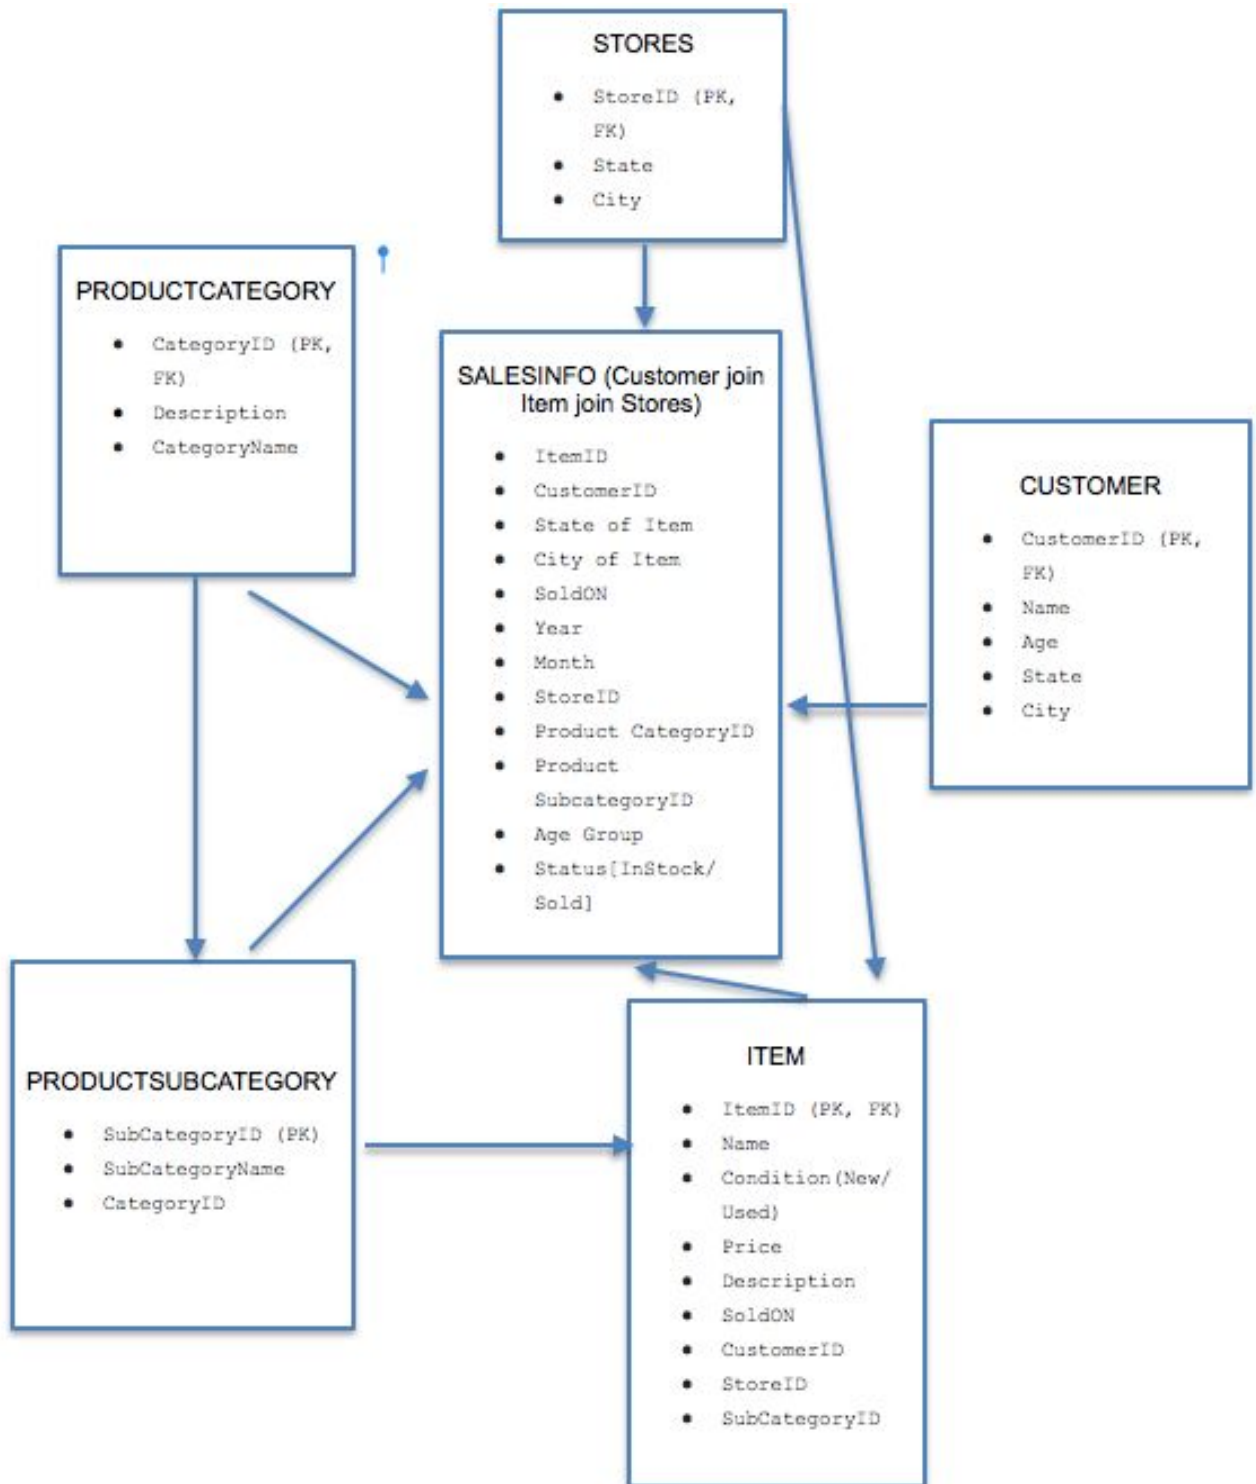 STORES
• StoreID (PK,
FK)
• State
• City
PRODUCTCATEGORY
• CategoryID (PK,
FK)
• Description
• CategoryName
SALESINFO (Customer join
Item join Stores)
• ItemID
• CustomerID
• State of Item
• City of Item
• SoldON
• Year
• Month
• StoreID
• Product CategoryID
• Product
SubcategoryID
• Age Group
• Status[InStock/
Sold]
CUSTOMER
• CustomerID (PK,
FK)
• Name
• Age
• State
• City
PRODUCTSUBCATEGORY
• SubCategoryID (PK)
• SubCategoryName
• CategoryID
ITEM
• ItemID (PK, FK)
• Name
• Condition(New/
Used)
• Price
• Description
• SoldON
• CustomerID
• StoreID
• SubCategoryID